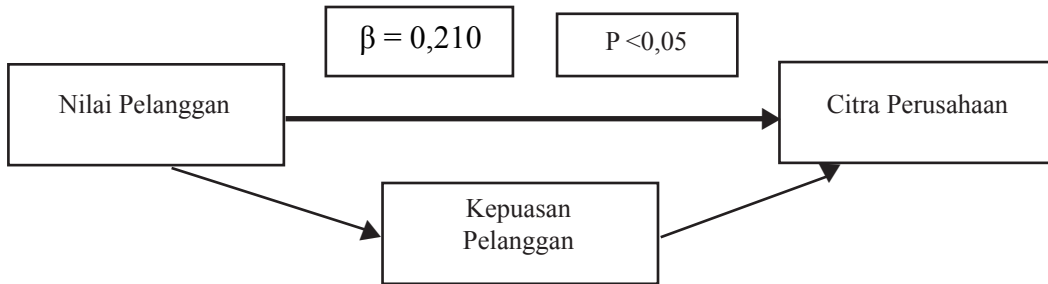 β = 0,210
P <0,05
Nilai Pelanggan
Citra Perusahaan
Kepuasan
Pelanggan